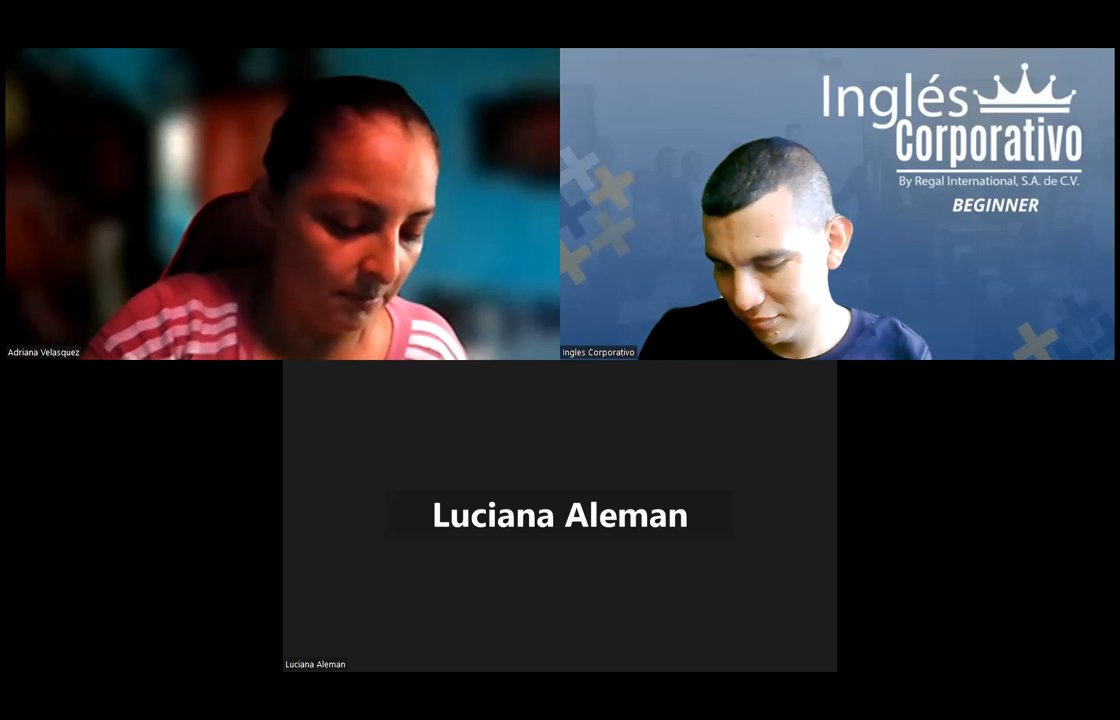 Inglés
Corporativo
By Regal International, S.A. de C.V.
BEGINNER
Adriana Velasquez
Ingles Corporativo
Luciana Aleman
Luciana Aleman